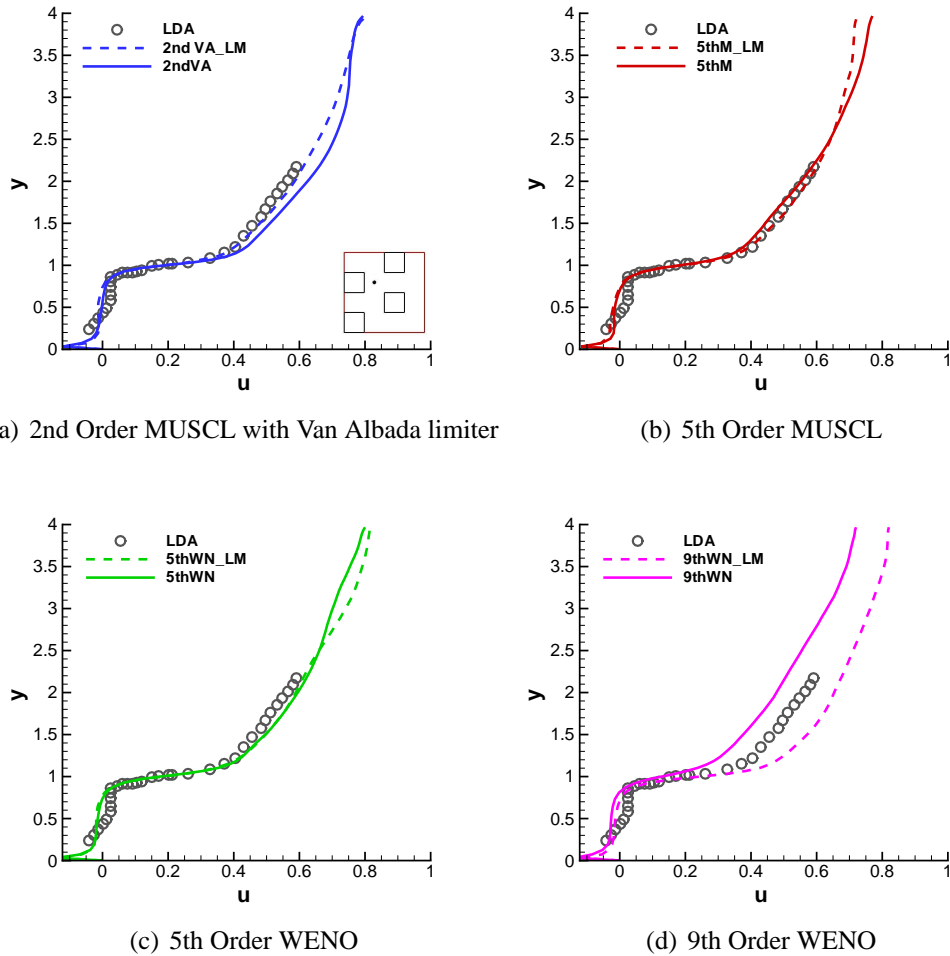 4
3.5
3
2.5
2
1.5
1
0.5
0
y
LDA
2nd VA_LM
2ndVA
0 0.2 0.4 0.6 0.8 1
u
a) 2nd Order MUSCL with Van Albada limiter
4
3.5
3
2.5
2
1.5
1
0.5
0
y
LDA
5thM_LM
5thM
0 0.2 0.4 0.6 0.8 1
u
(b) 5th Order MUSCL
4
3.5
3
2.5
2
1.5
1
0.5
0
y
LDA
5thWN_LM
5thWN
0 0.2 0.4 0.6 0.8 1
u
(c) 5th Order WENO
4
3.5
3
2.5
2
1.5
1
0.5
0
y
LDA
9thWN_LM
9thWN
0 0.2 0.4 0.6 0.8 1
u
(d) 9th Order WENO